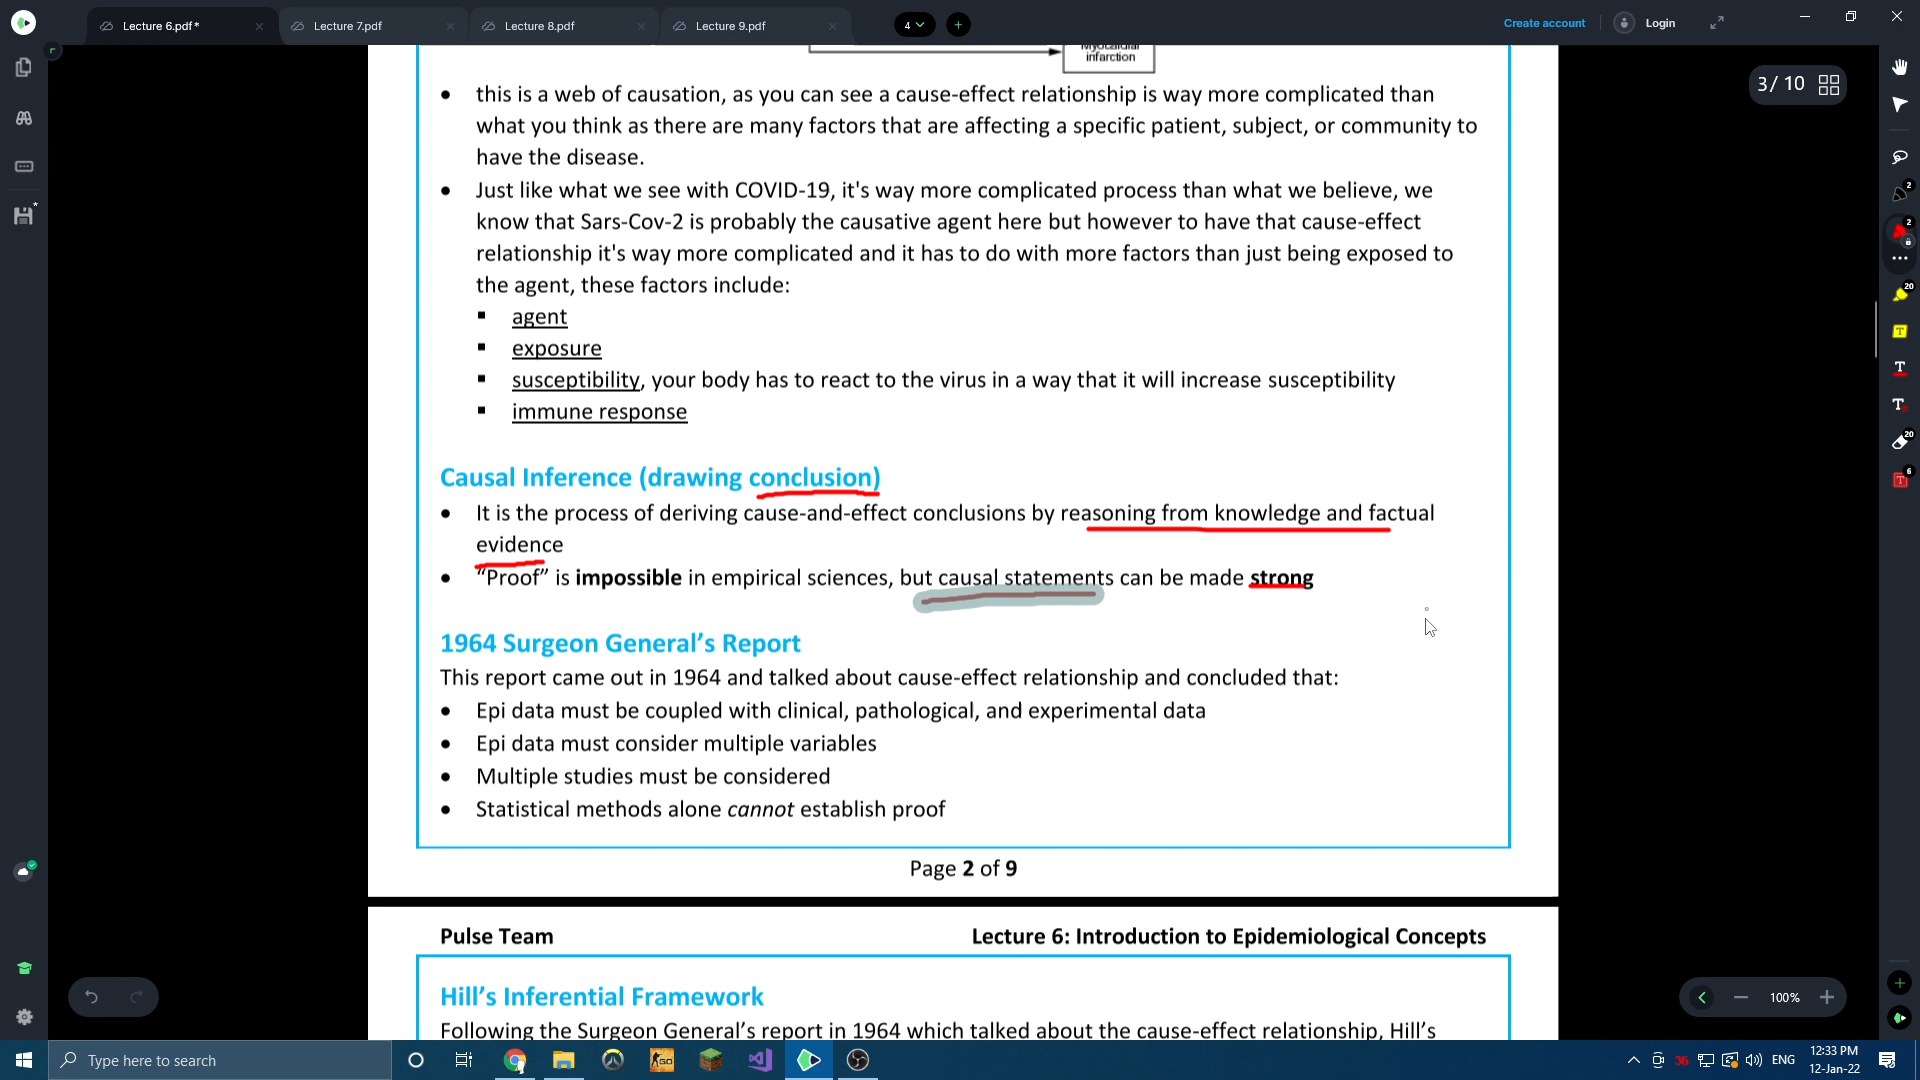 Lecture 6.pdf*
Lecture 7.pdf
Lecture 8.pdf
Lecture 9.pdf
4
Create account
Login
3/ 10
Myocardial
infarction
• this is a web of causation, as you can see a cause-effect relationship is way more complicated than
what you think as there are many factors that are affecting a specific patient, subject, or community to
have the disease.
• Just like what we see with COVID-19, it's way more complicated process than what we believe, we
know that Sars-Cov-2 is probably the causative agent here but however to have that cause-effect
relationship it's way more complicated and it has to do with more factors than just being exposed to
the agent, these factors include:
▪ agent
▪ exposure
▪ susceptibility, your body has to react to the virus in a way that it will increase susceptibility
▪ immune response
Causal Inference (drawing conclusion)
• It is the process of deriving cause-and-effect conclusions by reasoning from knowledge and factual
evidence
• “Proof” is impossible in empirical sciences, but causal statements can be made strong
1964 Surgeon General’s Report
This report came out in 1964 and talked about cause-effect relationship and concluded that:
• Epi data must be coupled with clinical, pathological, and experimental data
• Epi data must consider multiple variables
• Multiple studies must be considered
• Statistical methods alone cannot establish proof
Page 2 of 9
Pulse Team
Lecture 6: Introduction to Epidemiological Concepts
Hill’s Inferential Framework
Following the Surgeon General’s report in 1964 which talked about the cause-effect relationship, Hill’s
2
2
20
T
T
T
20
6
T
100%
Type here to search
GO
36
ENG
12:33 PM
12-Jan-22